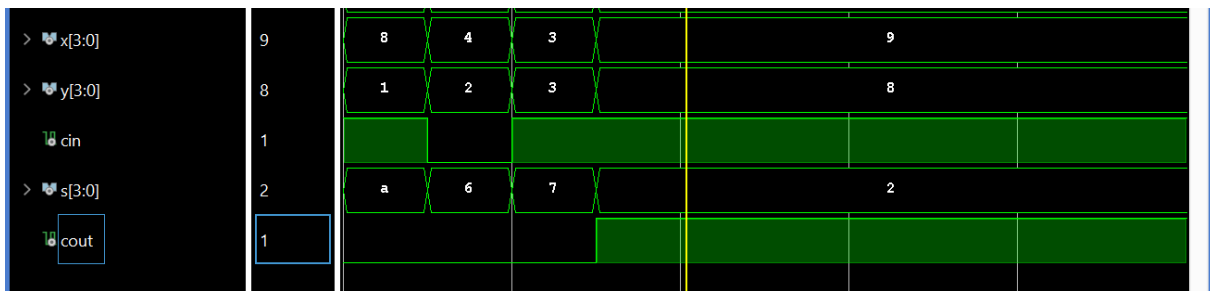 x[3:0] 9 8 4 3 9
y[3:0] 8 1 2 3 8
cin 1
s[3:0] 2 a 6 7 2
cout 1